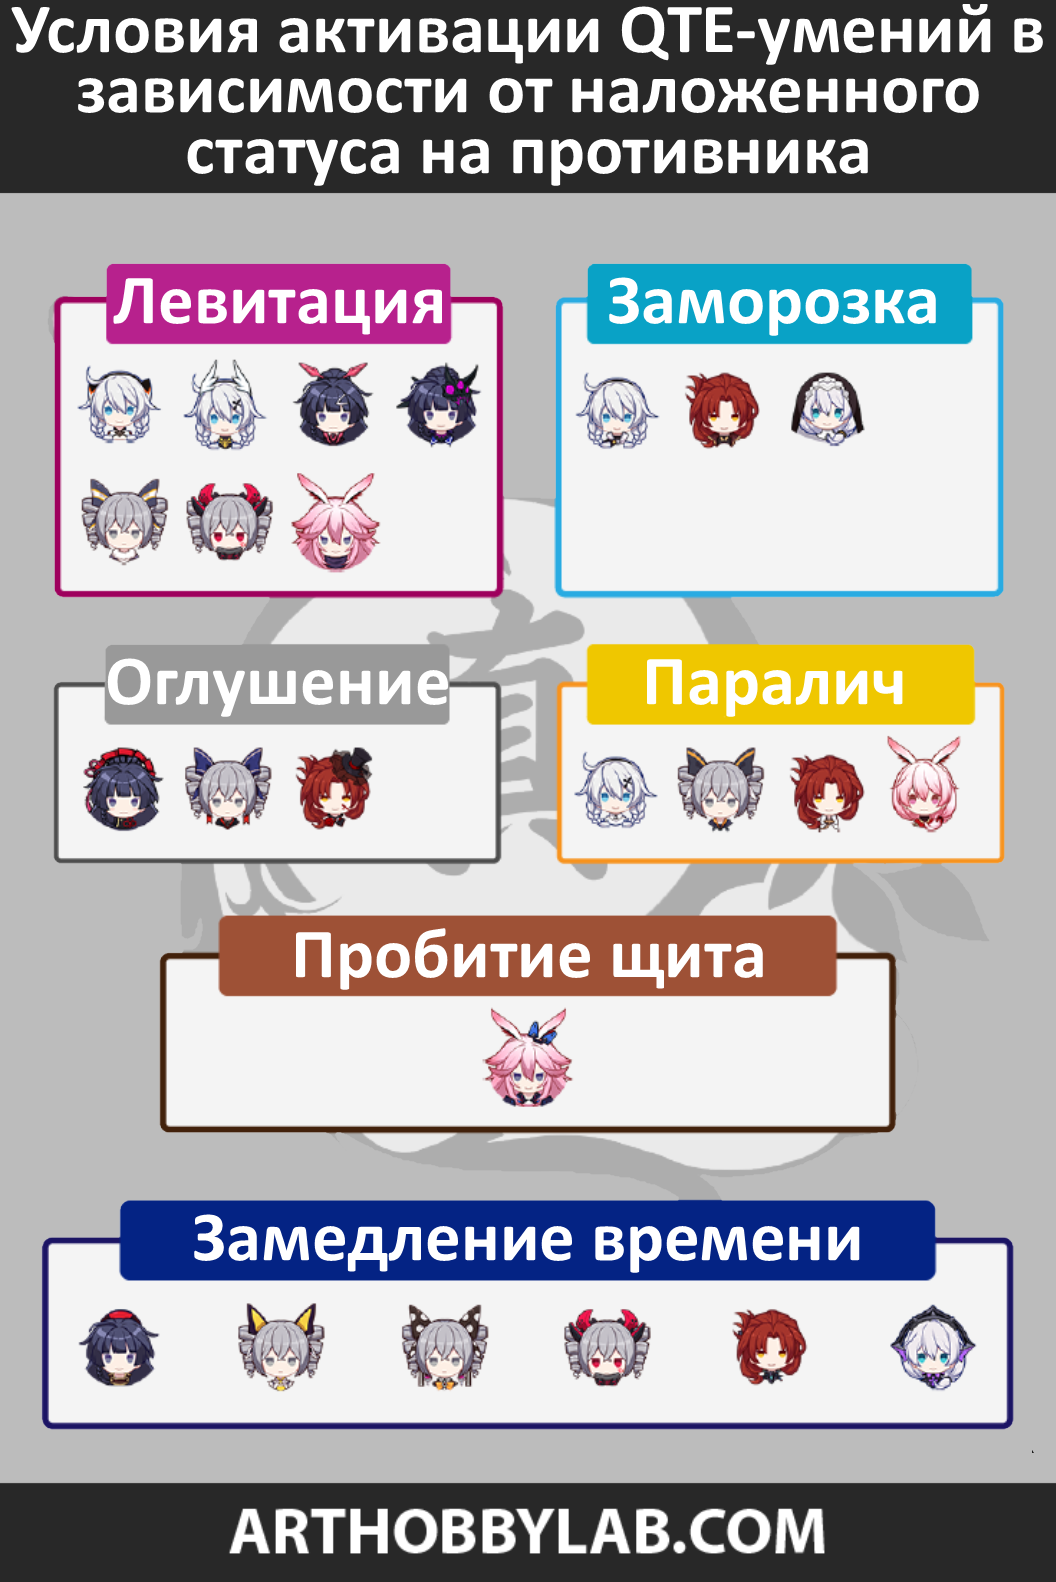 Условия активации QTE-умений в
зависимости от наложенного
статуса на противника
Левитация
Заморозка
Оглушение
Паралич
Пробитие щита
Замедление времени
ARTHOBBYLAB.COM
真